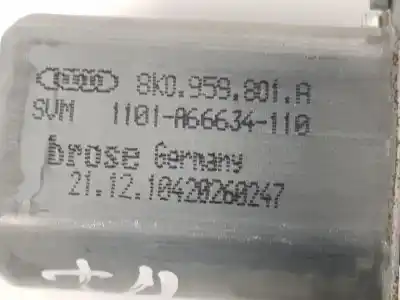 8K0.959.801.A
SVM 1101-A66634-110
brose Germany
21.12.10420260247